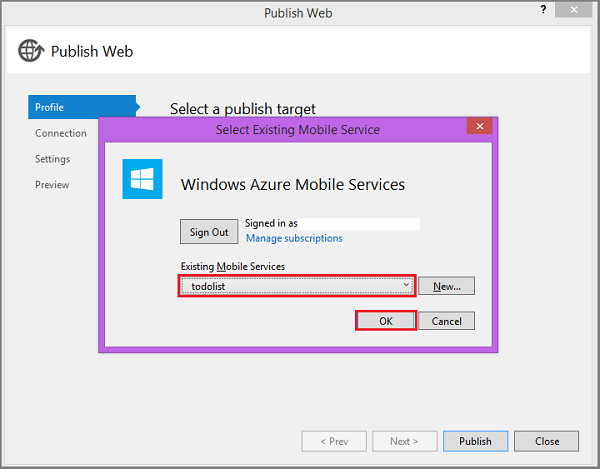 Publish Web
?
Publish Web
Profile
Select a publish target
Connection
Settings
Preview
Select Existing Mobile Service
Windows Azure Mobile Services
Sign Out
Signed in as
Manage subscriptions
Existing Mobile Services
todolist
New...
OK
Cancel
< Prev
Next >
Publish
Close